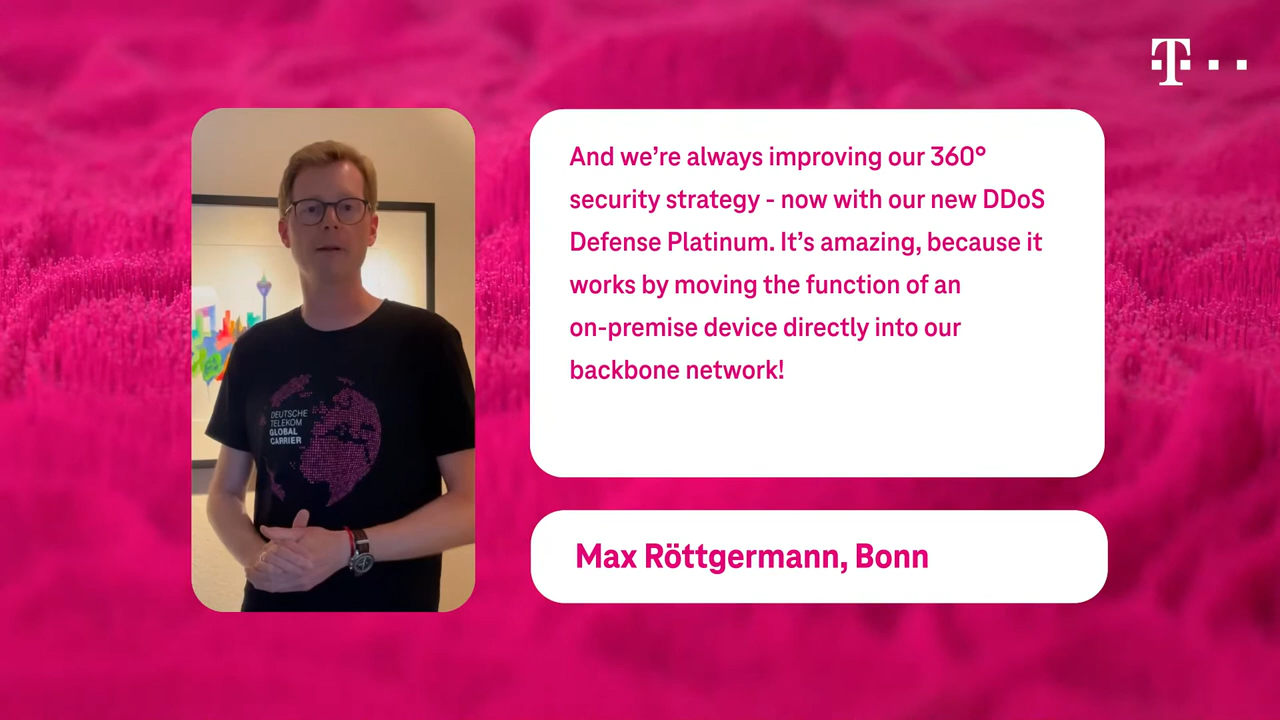 T
And we’re always improving our 360°
security strategy - now with our new DDoS
Defense Platinum. It’s amazing, because it
works by moving the function of an
on-premise device directly into our
backbone network!
DEUTSCHE
TELEKOM
GLOBAL
CARRIER
Max Röttgermann, Bonn